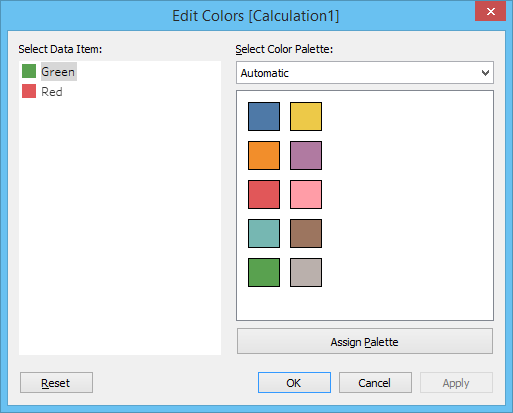 Edit Colors [Calculation1]
Select Data Item:
Green
Red
Select Color Palette:
Automatic
Assign Palette
Reset
OK
Cancel
Apply